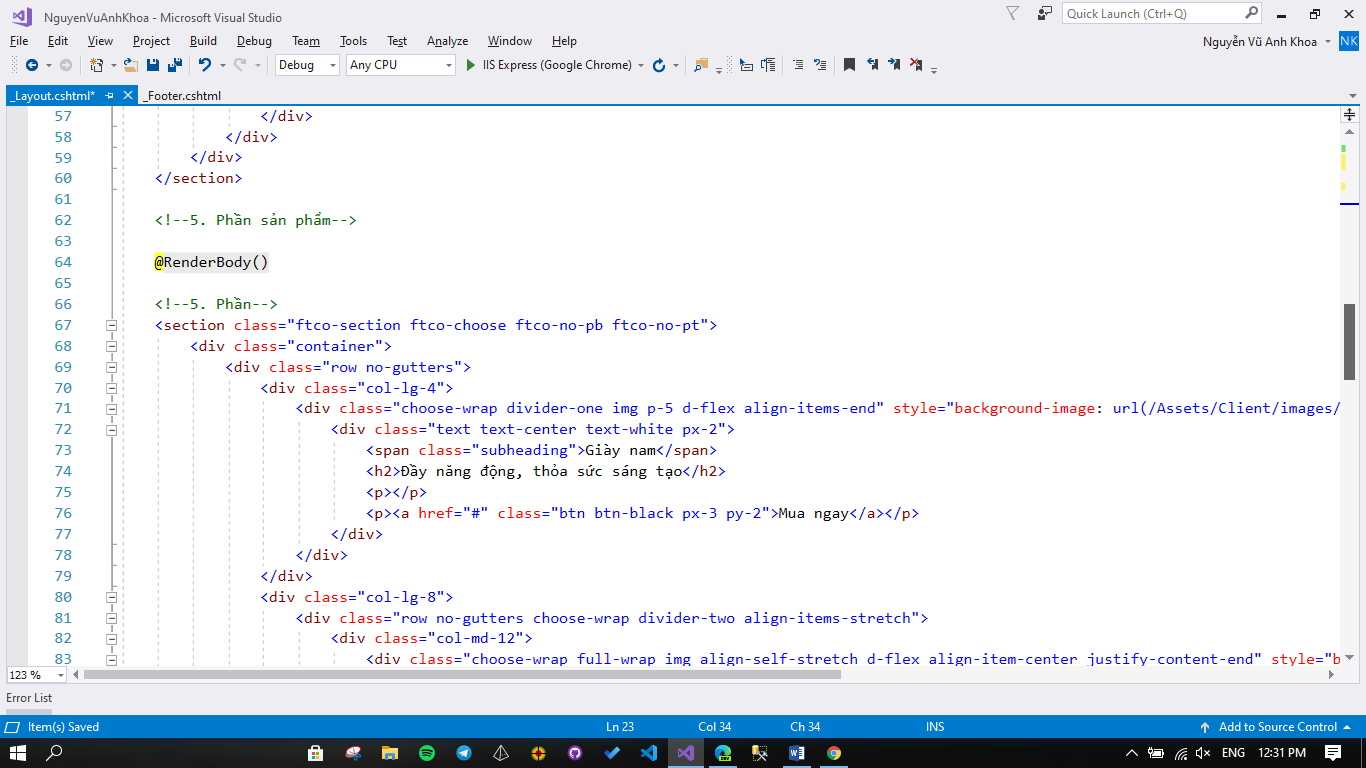 NguyenVuAnhKhoa - Microsoft Visual Studio
Quick Launch (Ctrl+Q)
File Edit View Project Build Debug Team Tools Test Analyze Window Help
Nguyễn Vũ Anh Khoa NK
Debug Any CPU IIS Express (Google Chrome)
_Layout.cshtml* _Footer.cshtml
57 </div>
58 </div>
59 </div>
60 </section>
61
62 <!--5. Phần sản phẩm-->
63
64 @RenderBody()
65
66 <!--5. Phần-->
67 <section class="ftco-section ftco-choose ftco-no-pb ftco-no-pt">
68 <div class="container">
69 <div class="row no-gutters">
70 <div class="col-lg-4">
71 <div class="choose-wrap divider-one img p-5 d-flex align-items-end" style="background-image: url(/Assets/Client/images/
72 <div class="text text-center text-white px-2">
73 <span class="subheading">Giày nam</span>
74 <h2>Đầy năng động, thỏa sức sáng tạo</h2>
75 <p></p>
76 <p><a href="#" class="btn btn-black px-3 py-2">Mua ngay</a></p>
77 </div>
78 </div>
79 </div>
80 <div class="col-lg-8">
81 <div class="row no-gutters choose-wrap divider-two align-items-stretch">
82 <div class="col-md-12">
83 <div class="choose-wrap full-wrap img align-self-stretch d-flex align-item-center justify-content-end" style="b
123 %
Error List
Item(s) Saved Ln 23 Col 34 Ch 34 INS Add to Source Control
ENG 12:31 PM